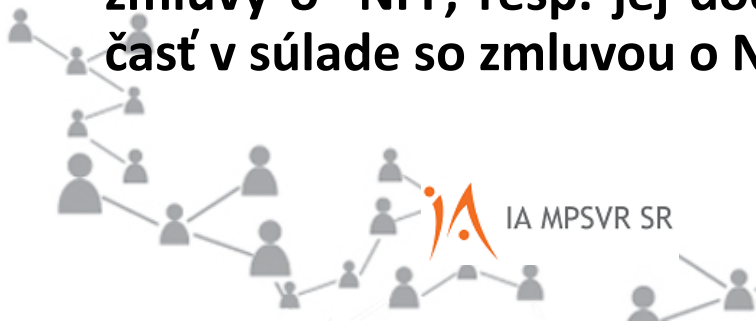 zmluvy o NFP, resp. jej
časť v súlade so zmluvou o
IA MPSVR SR